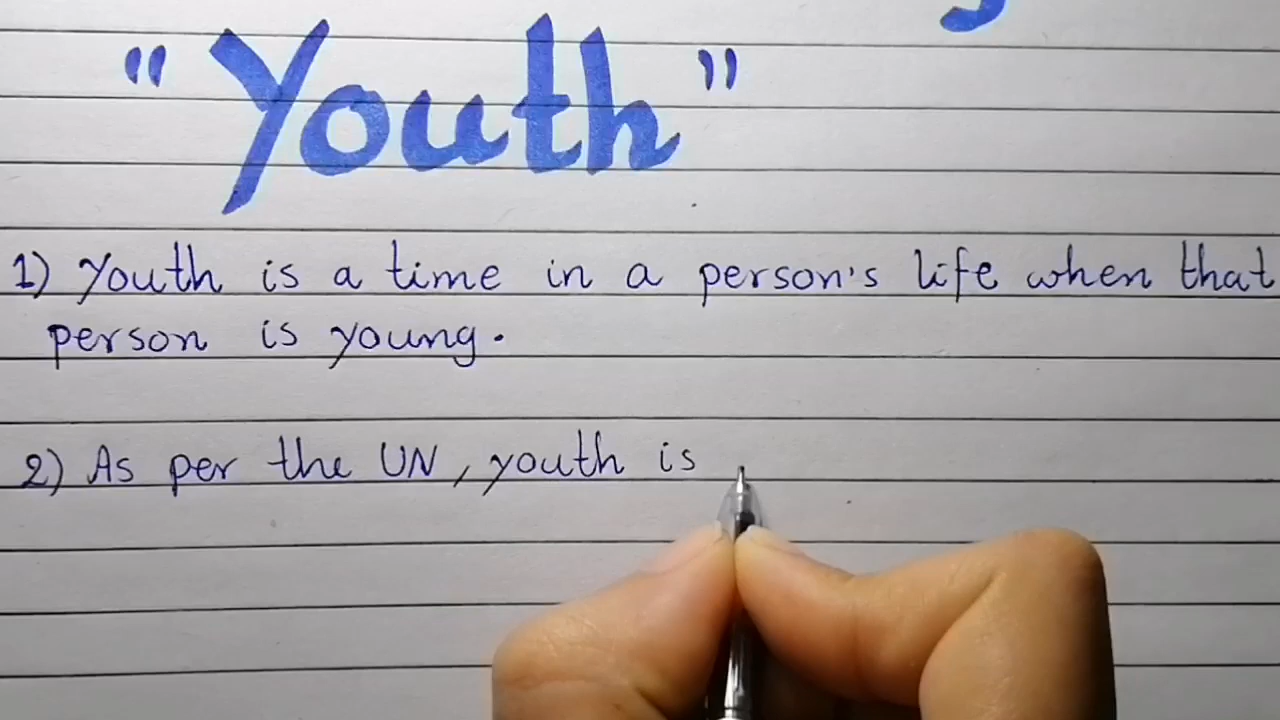 "Youth"
1) Youth is a time in a person's life when that
person is young.
2) As per the UN, youth is